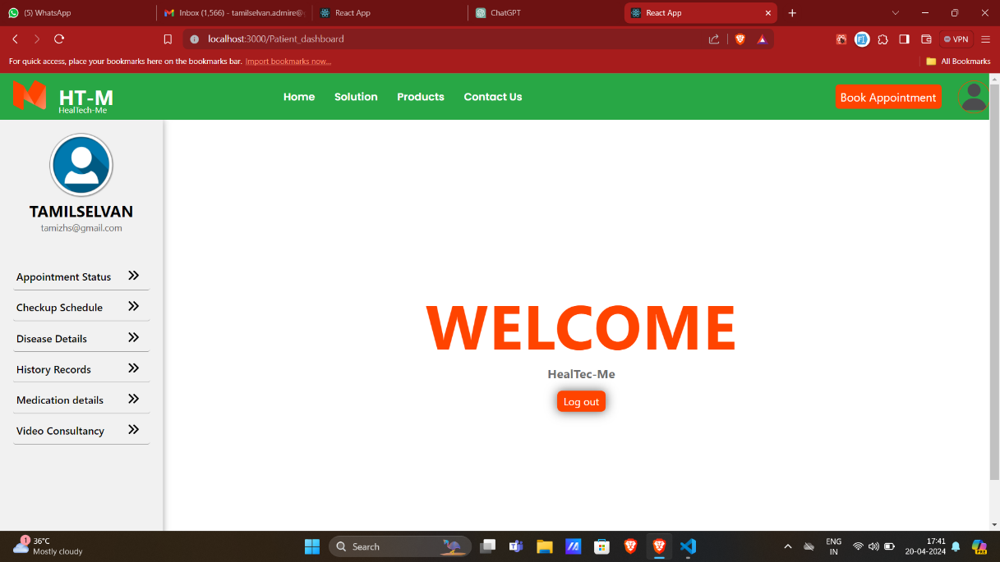 (5) WhatsApp
Inbox (1,566) - tamilselvan.admire@
React App
ChatGPT
React App
localhost:3000/Patient_dashboard
VPN
For quick access, place your bookmarks here on the bookmarks bar. Import bookmarks now...
All Bookmarks
HT-M
HealTech-Me
Home
Solution
Products
Contact Us
Book Appointment
TAMILSELVAN
tamizhs@gmail.com
Appointment Status
Checkup Schedule
Disease Details
History Records
Medication details
Video Consultancy
WELCOME
HealTec-Me
Log out
1
36°C
Mostly cloudy
Search
ENG
IN
17:41
20-04-2024
PRE